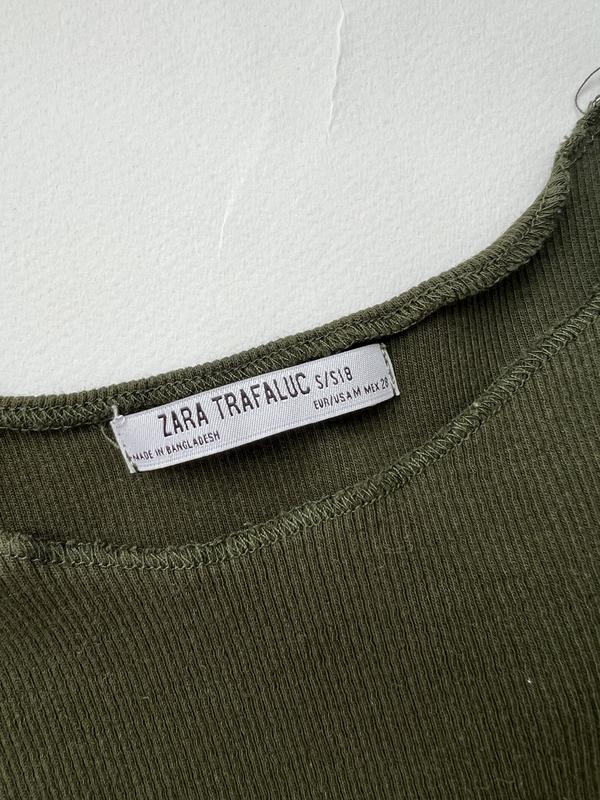 ZARA TRAFALUC S/S18
EUR/USA M MEX 28
MADE IN BANGLADESH